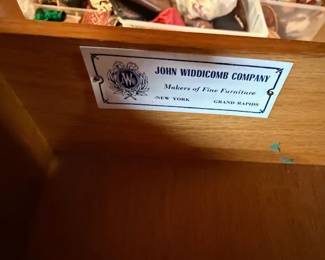 JOHN WIDDICOMB COMPANY
Makers of Fine Furniture
NEW YORK GRAND RAPIDS